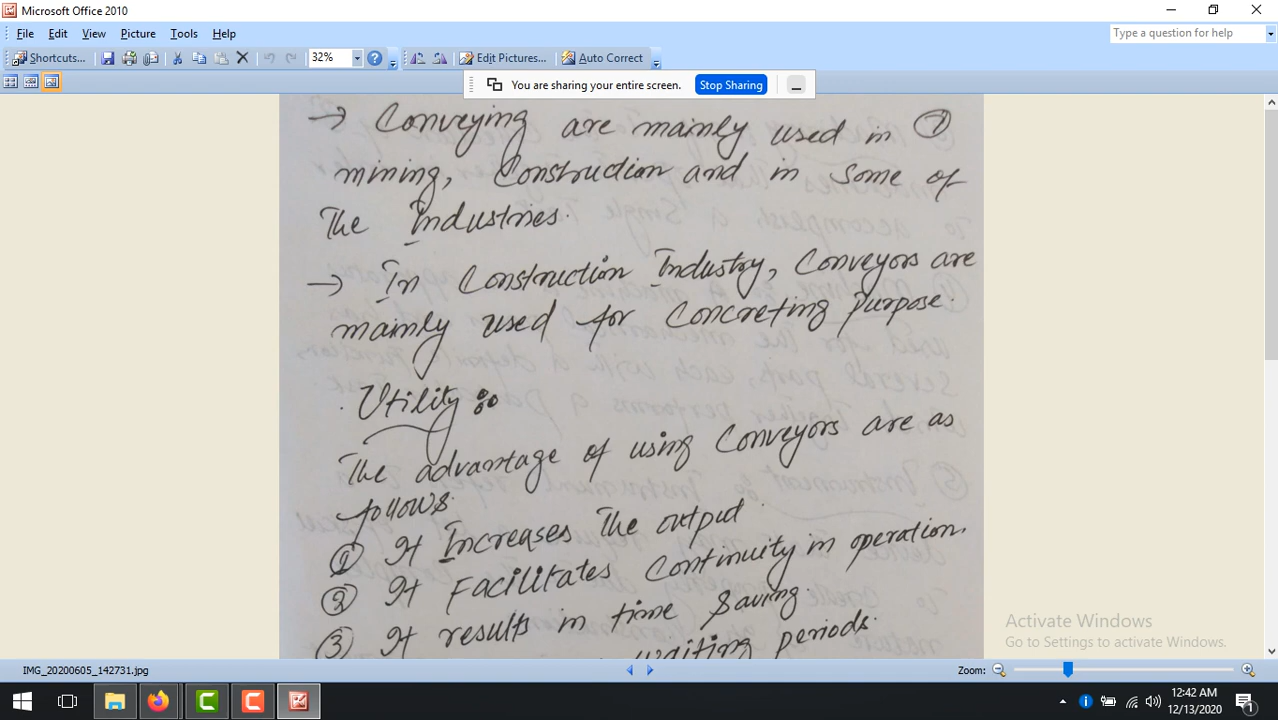 Microsoft Office 2010
File Edit View Picture Tools Help
Type a question for help
Shortcuts... 32% Edit Pictures... Auto Correct
You are sharing your entire screen. Stop Sharing
→ Conveying are mainly used in 7
mining, Construction and in some of
The Industries.
→ In Construction Industry, Conveyors are
mainly used for Concreting purpose.
Utility :-
The advantage of using Conveyors are as
follows.
① It Increases The output
② It Facilitates Continuity in operation.
③ It results in time Saving.
waiting periods.
Activate Windows
Go to Settings to activate Windows.
IMG_20200605_142731.jpg Zoom:
12:42 AM
12/13/2020
1